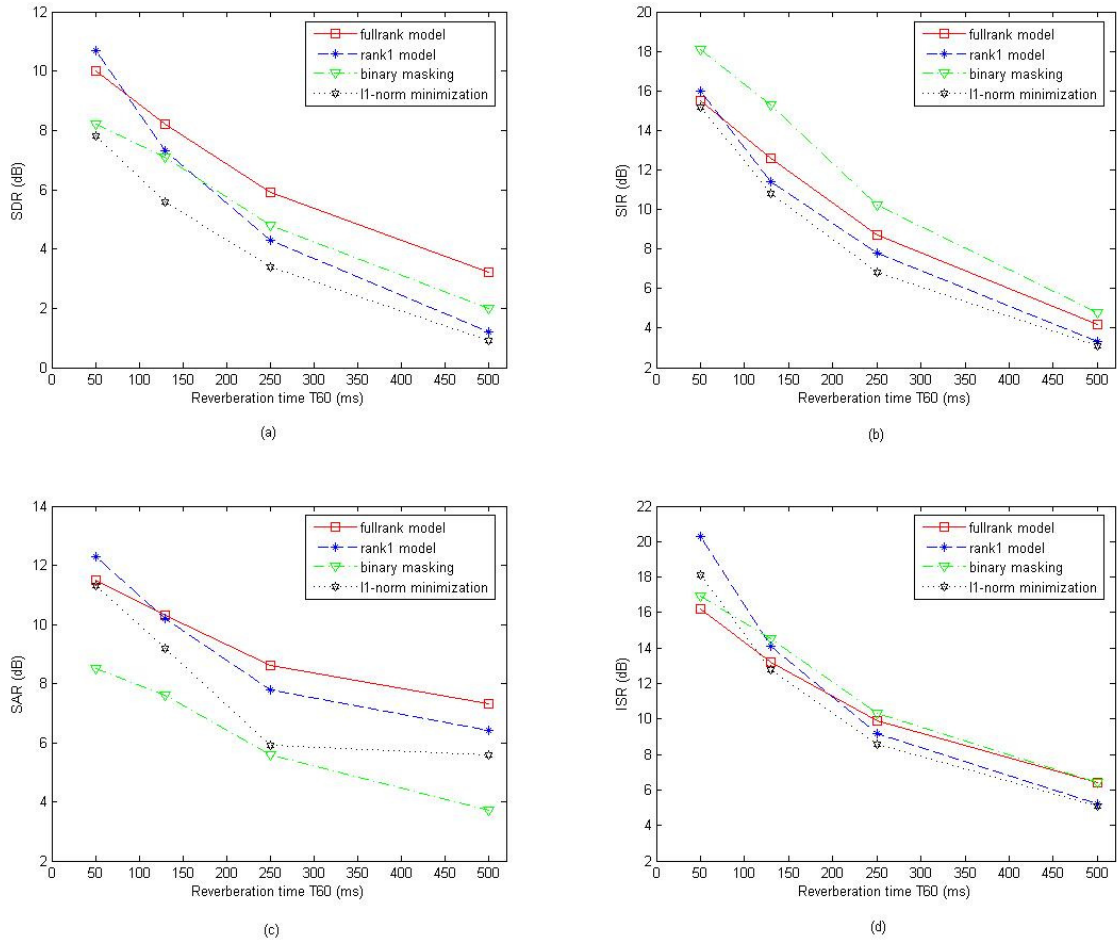 12
10
8
6
4
2
0
SDR (dB)
fullrank model
rank1 model
binary masking
l1-norm minimization
0 50 100 150 200 250 300 350 400 450 500
Reverberation time T60 (ms)
(a)
20
18
16
14
12
10
8
6
4
2
SIR (dB)
fullrank model
rank1 model
binary masking
l1-norm minimization
0 50 100 150 200 250 300 350 400 450 500
Reverberation time T60 (ms)
(b)
14
12
10
8
6
4
2
SAR (dB)
fullrank model
rank1 model
binary masking
l1-norm minimization
0 50 100 150 200 250 300 350 400 450 500
Reverberation time T60 (ms)
(c)
22
20
18
16
14
12
10
8
6
4
2
ISR (dB)
fullrank model
rank1 model
binary masking
l1-norm minimization
0 50 100 150 200 250 300 350 400 450 500
Reverberation time T60 (ms)
(d)